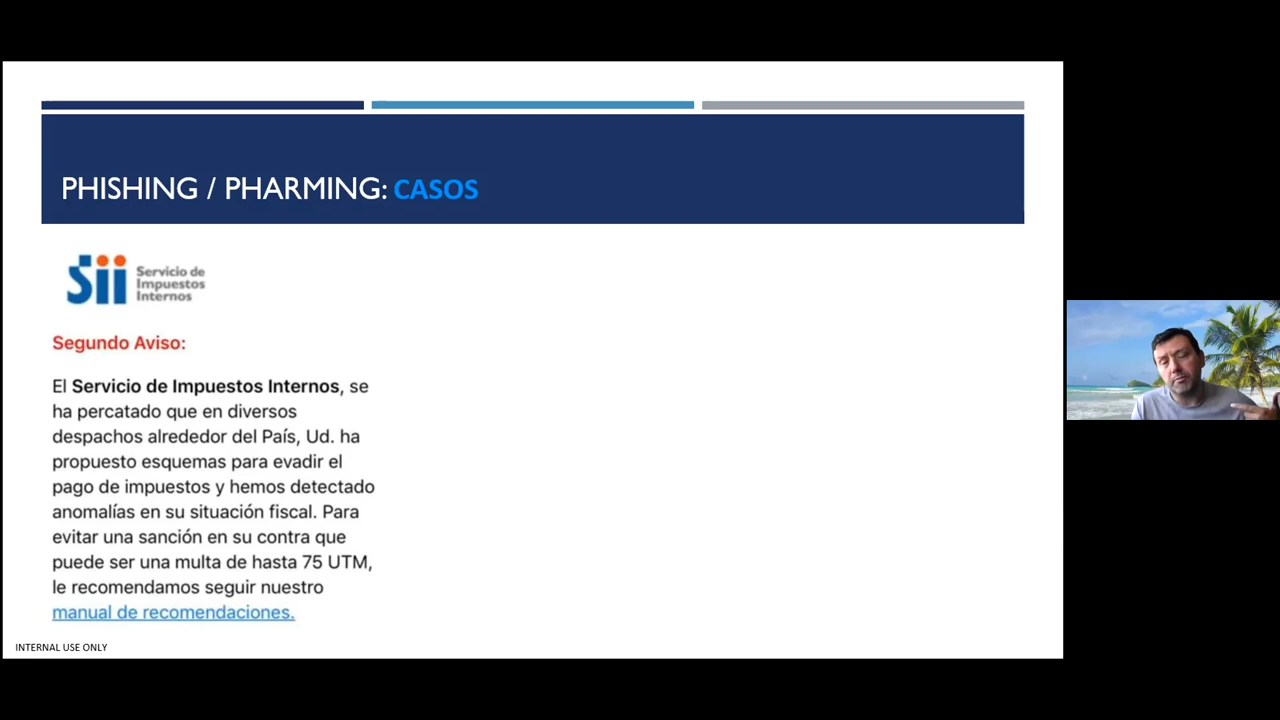 PHISHING / PHARMING: CASOS
Sii Servicio de
Impuestos
Internos
Segundo Aviso:
El Servicio de Impuestos Internos, se
ha percatado que en diversos
despachos alrededor del País, Ud. ha
propuesto esquemas para evadir el
pago de impuestos y hemos detectado
anomalías en su situación fiscal. Para
evitar una sanción en su contra que
puede ser una multa de hasta 75 UTM,
le recomendamos seguir nuestro
manual de recomendaciones.
INTERNAL USE ONLY